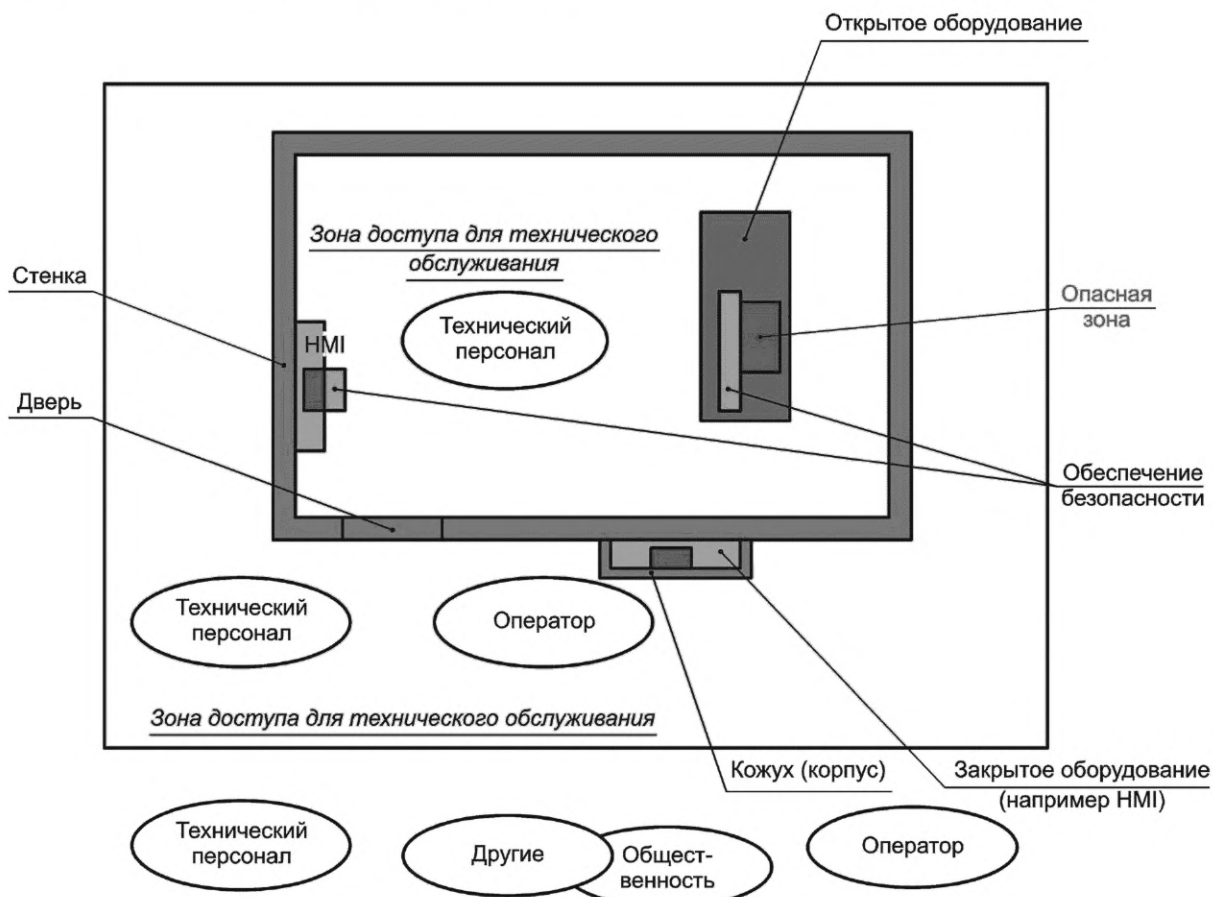 Открытое оборудование
Зона доступа для технического
обслуживания
Стенка
Технический
персонал
Опасная
зона
HMI
Дверь
Обеспечение
безопасности
Технический
персонал
Оператор
Зона доступа для технического обслуживания
Кожух (корпус)
Закрытое оборудование
(например HMI)
Технический
персонал
Другие
Общест-
венность
Оператор